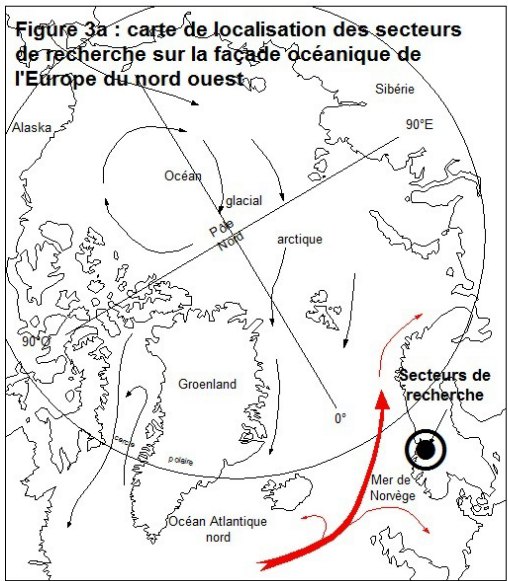 Figure 3a : carte de localisation des secteurs
de recherche sur la façade océanique de
l'Europe du nord ouest
Sibérie
Alaska
90°E
Océan
glacial
Pôle
Nord
arctique
90°O
Groenland
Secteurs de
recherche
0°
cercle
polaire
Mer de
Norvège
Océan Atlantique
nord